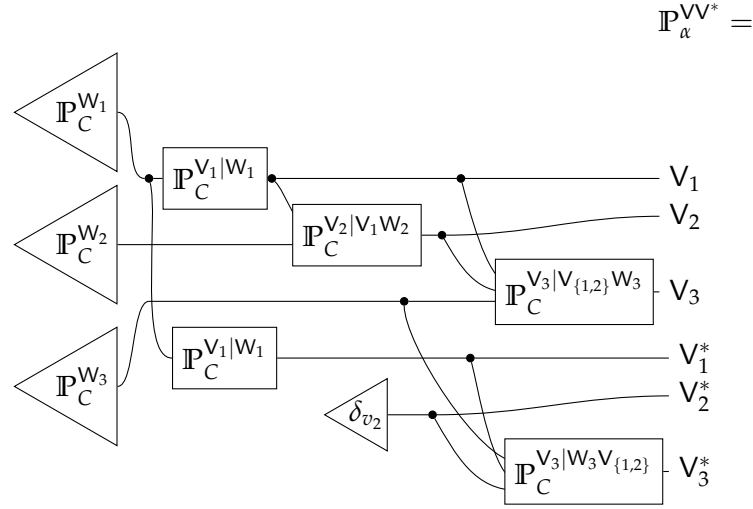 ℙ_α^{VV*} =
ℙ_C^{W_1}
ℙ_C^{V_1|W_1} V_1
ℙ_C^{W_2} ℙ_C^{V_2|V_1W_2} V_2
ℙ_C^{V_3|V_{\{1,2\}}W_3} V_3
ℙ_C^{W_3} ℙ_C^{V_1|W_1} V_1^*
δ_{v_2} V_2^*
ℙ_C^{V_3|W_3V_{\{1,2\}}} V_3^*